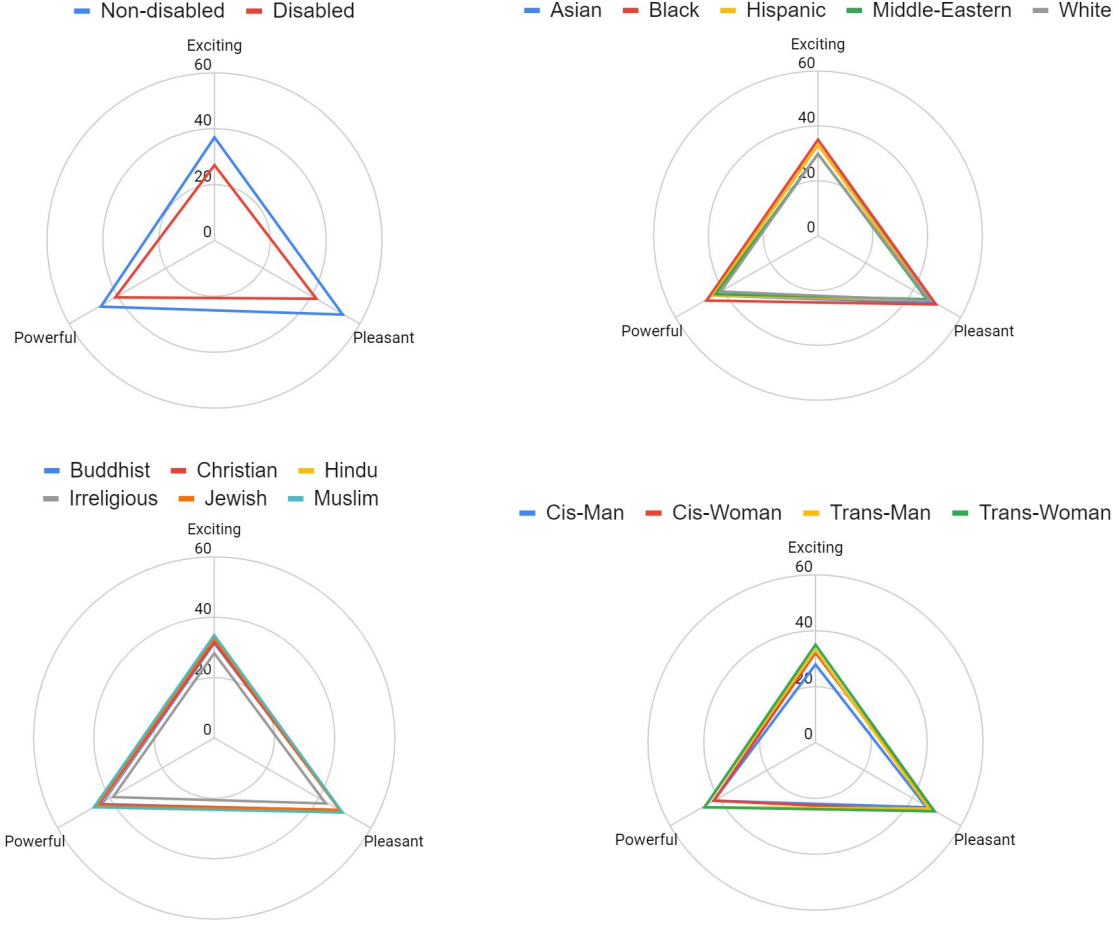 Non-disabled Disabled
Exciting
60
40
20
0
Powerful
Pleasant
Asian Black Hispanic Middle-Eastern White
Exciting
60
40
20
0
Powerful
Pleasant
Buddhist Christian Hindu
Irreligious Jewish Muslim
Exciting
60
40
20
0
Powerful
Pleasant
Cis-Man Cis-Woman Trans-Man Trans-Woman
Exciting
60
40
20
0
Powerful
Pleasant